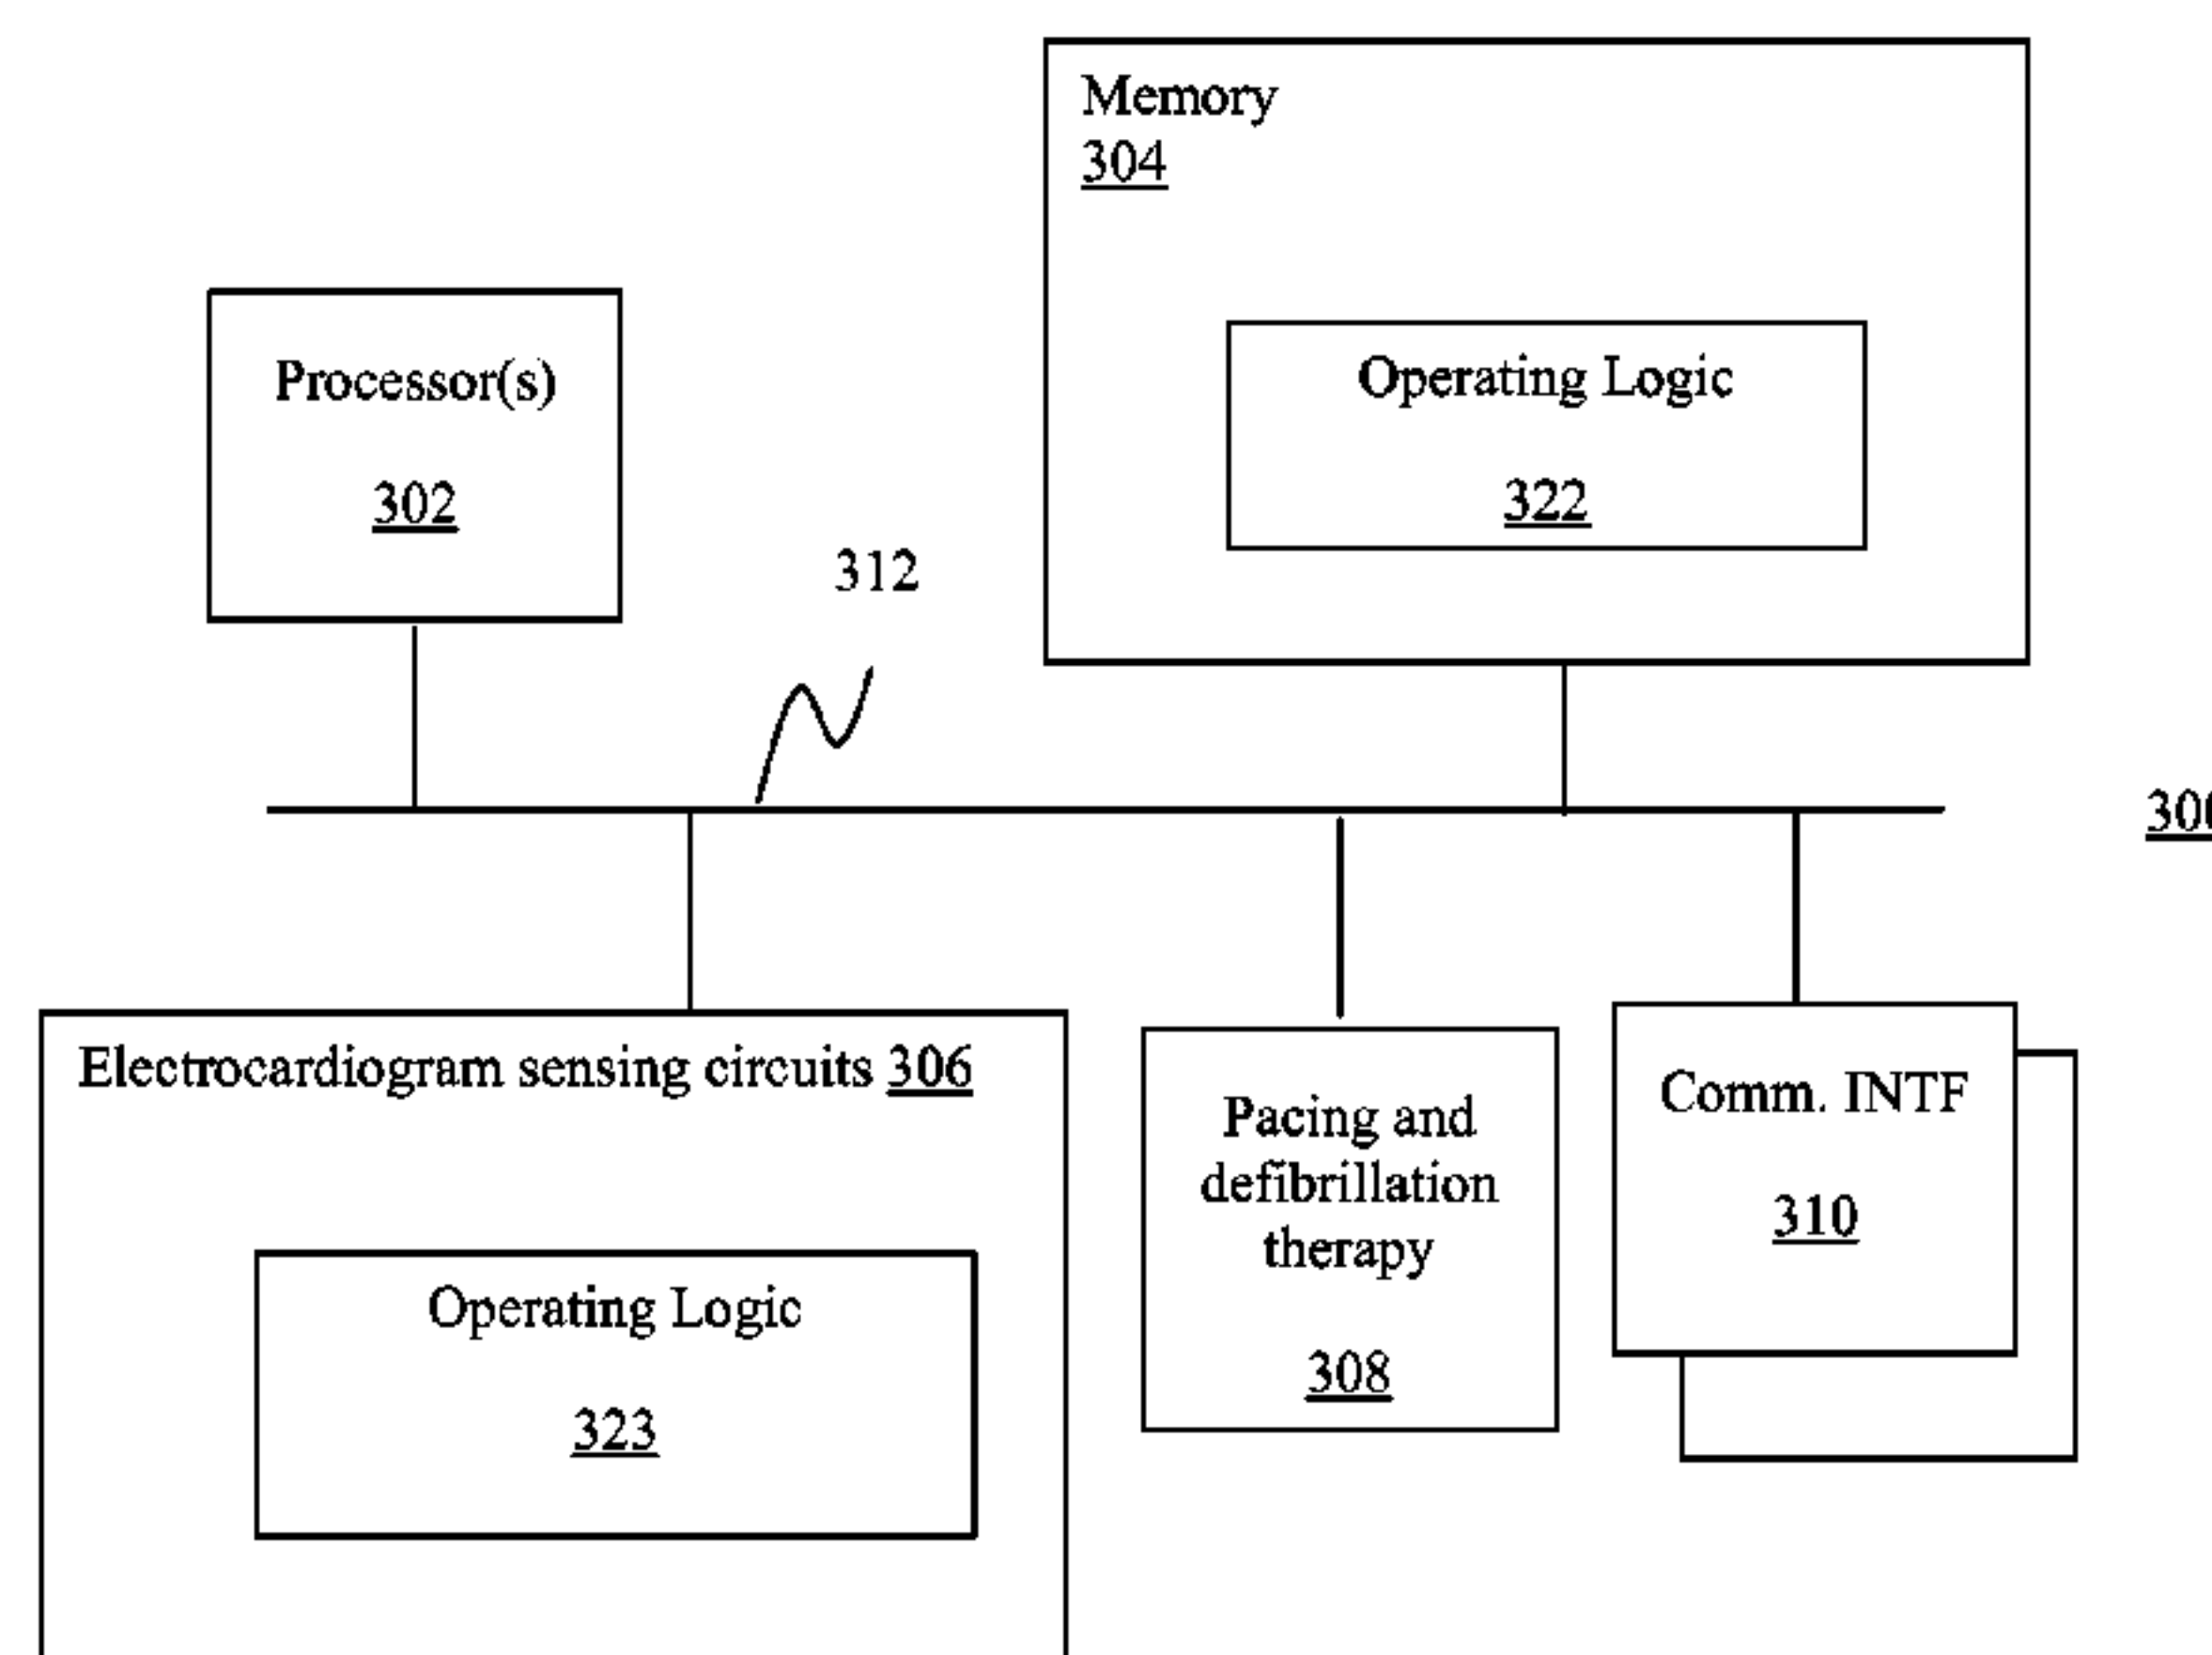 Memory
304
Processor(s)
302
Operating Logic
322
312
300
Electrocardiogram sensing circuits 306
Operating Logic
323
Pacing and
defibrillation
therapy
308
Comm. INTF
310